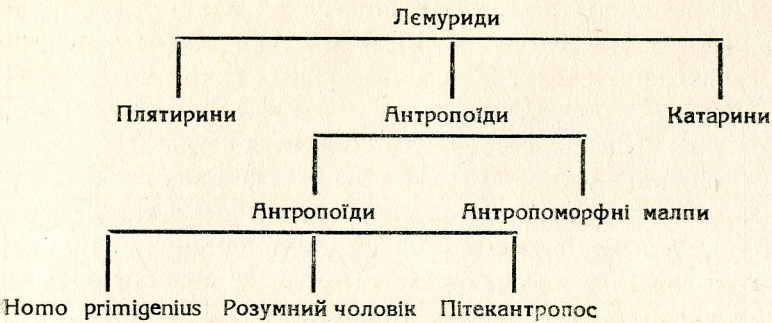 Лємуриди
Плятирини Антропоїди Катарини
Антропоїди Антропоморфні малпи
Homo primigenius Розумний чоловік Пітекантропос